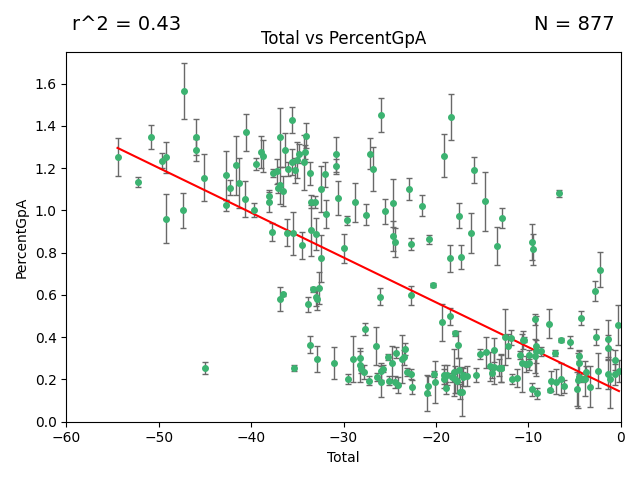 r^2 = 0.43 N = 877
Total vs PercentGpA
PercentGpA
1.6
1.4
1.2
1.0
0.8
0.6
0.4
0.2
0.0
−60 −50 −40 −30 −20 −10 0
Total